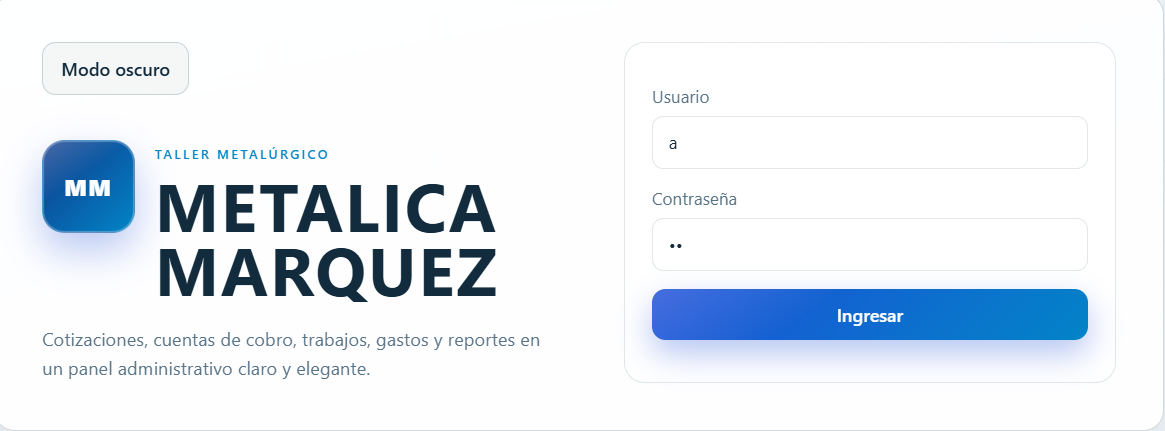 Modo oscuro
MM
TALLER METALÚRGICO
METALICA
MARQUEZ
Cotizaciones, cuentas de cobro, trabajos, gastos y reportes en
un panel administrativo claro y elegante.
Usuario
a
Contraseña
••
Ingresar